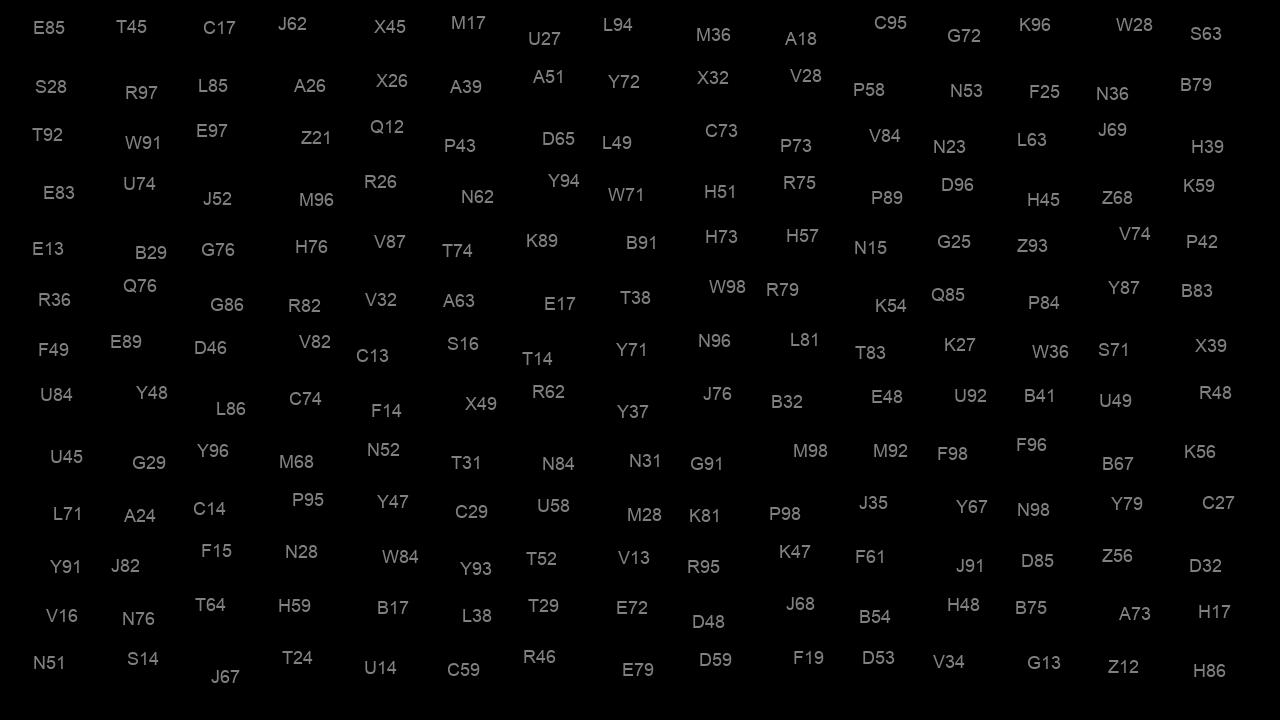 E85 T45 C17 J62 X45 M17 U27 L94 M36 A18 C95 G72 K96 W28 S63
S28 R97 L85 A26 X26 A39 A51 Y72 X32 V28 P58 N53 F25 N36 B79
T92 W91 E97 Z21 Q12 P43 D65 L49 C73 P73 V84 N23 L63 J69 H39
E83 U74 J52 M96 R26 N62 Y94 W71 H51 R75 P89 D96 H45 Z68 K59
E13 B29 G76 H76 V87 T74 K89 B91 H73 H57 N15 G25 Z93 V74 P42
R36 Q76 G86 R82 V32 A63 E17 T38 W98 R79 K54 Q85 P84 Y87 B83
F49 E89 D46 V82 C13 S16 T14 Y71 N96 L81 T83 K27 W36 S71 X39
U84 Y48 L86 C74 F14 X49 R62 Y37 J76 B32 E48 U92 B41 U49 R48
U45 G29 Y96 M68 N52 T31 N84 N31 G91 M98 M92 F98 F96 B67 K56
L71 A24 C14 P95 Y47 C29 U58 M28 K81 P98 J35 Y67 N98 Y79 C27
Y91 J82 F15 N28 W84 Y93 T52 V13 R95 K47 F61 J91 D85 Z56 D32
V16 N76 T64 H59 B17 L38 T29 E72 D48 J68 B54 H48 B75 A73 H17
N51 S14 J67 T24 U14 C59 R46 E79 D59 F19 D53 V34 G13 Z12 H86